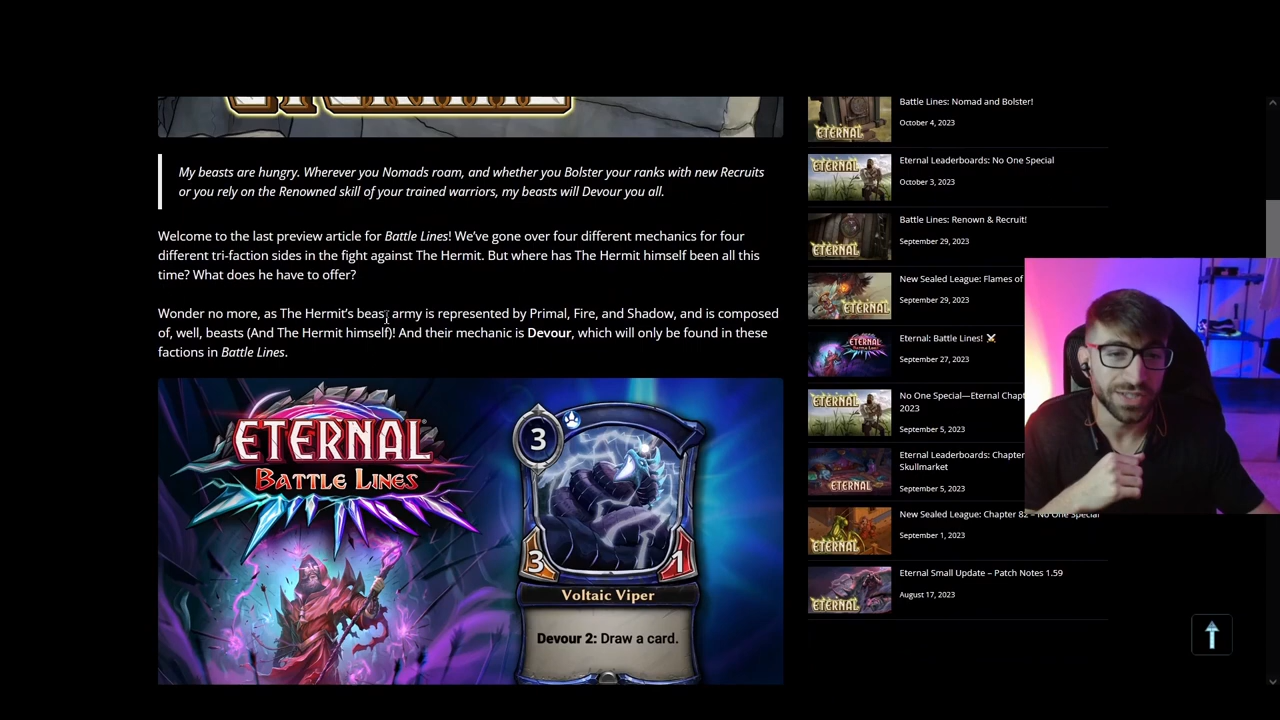 My beasts are hungry. Wherever you Nomads roam, and whether you Bolster your ranks with new Recruits
or you rely on the Renowned skill of your trained warriors, my beasts will Devour you all.
Welcome to the last preview article for Battle Lines! We've gone over four different mechanics for four
different tri-faction sides in the fight against The Hermit. But where has The Hermit himself been all this
time? What does he have to offer?
Wonder no more, as The Hermit's beast army is represented by Primal, Fire, and Shadow, and is composed
of, well, beasts (And The Hermit himself)! And their mechanic is Devour, which will only be found in these
factions in Battle Lines.
ETERNAL
BATTLE LINES
3
3
1
Voltaic Viper
Devour 2: Draw a card.
Battle Lines: Nomad and Bolster!
October 4, 2023
ETERNAL
Eternal Leaderboards: No One Special
October 3, 2023
ETERNAL
Battle Lines: Renown & Recruit!
September 29, 2023
ETERNAL
New Sealed League: Flames of
September 29, 2023
ETERNAL
Eternal: Battle Lines! ⚔
September 27, 2023
ETERNAL
No One Special—Eternal Chapt
2023
September 5, 2023
ETERNAL
Eternal Leaderboards: Chapter
Skullmarket
September 5, 2023
ETERNAL
New Sealed League: Chapter 82 – No One Special
September 1, 2023
ETERNAL
Eternal Small Update – Patch Notes 1.59
August 17, 2023
ETERNAL